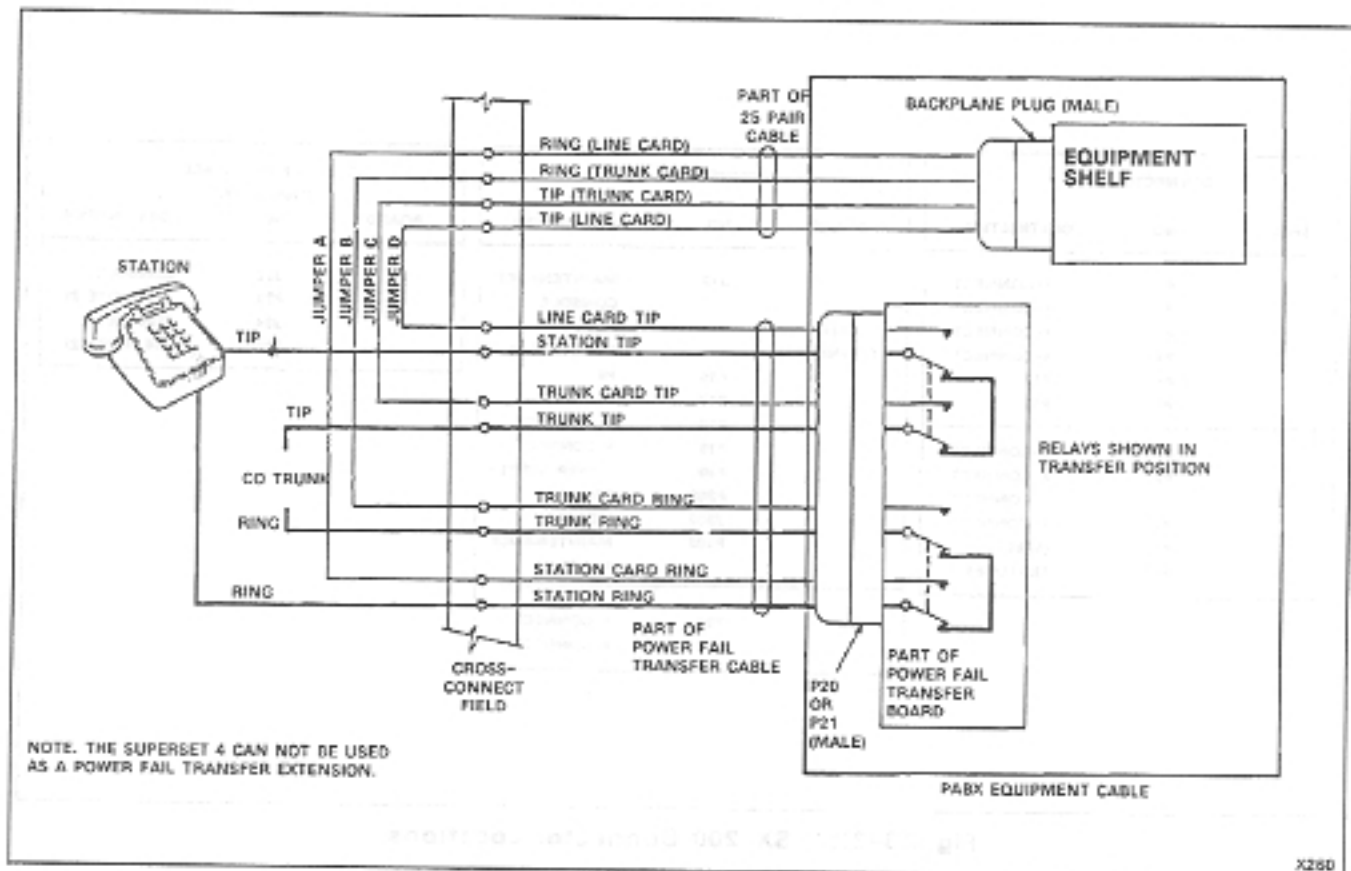 PART OF
25 PAIR
CABLE
BACKPLANE PLUG (MALE)
EQUIPMENT
SHELF
RING (LINE CARD)
RING (TRUNK CARD)
TIP (TRUNK CARD)
TIP (LINE CARD)
JUMPER A
JUMPER B
JUMPER C
JUMPER D
STATION
TIP
LINE CARD TIP
STATION TIP
TRUNK CARD TIP
TIP
TRUNK TIP
RELAYS SHOWN IN
TRANSFER POSITION
CO TRUNK
TRUNK CARD RING
RING
TRUNK RING
STATION CARD RING
RING
STATION RING
PART OF
POWER FAIL
TRANSFER CABLE
CROSS-
CONNECT
FIELD
P20
OR
P21
(MALE)
PART OF
POWER FAIL
TRANSFER
BOARD
NOTE. THE SUPERSET 4 CAN NOT BE USED
AS A POWER FAIL TRANSFER EXTENSION.
PABX EQUIPMENT CABLE
X260